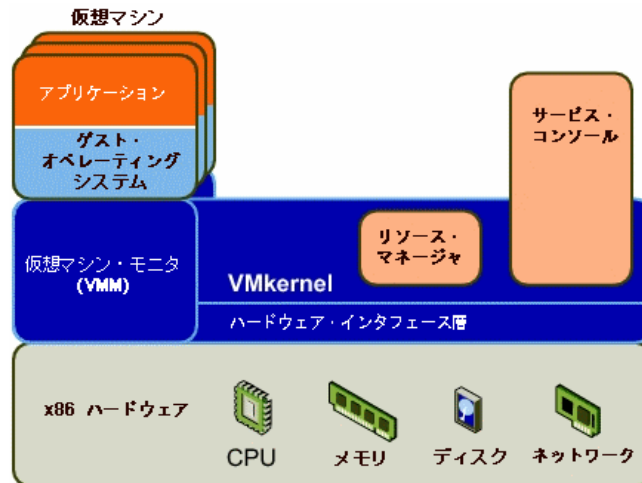 仮想マシン
アプリケーション
ゲスト・
オペレーティング
システム
サービス・
コンソール
仮想マシン・モニタ
(VMM)
リソース・
マネージャ
VMkernel
ハードウェア・インタフェース層
x86 ハードウェア
CPU
メモリ
ディスク
ネットワーク